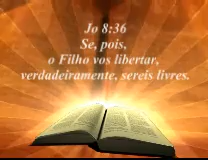 Jo 8:36
Se, pois,
o Filho vos libertar,
verdadeiramente, sereis livres.